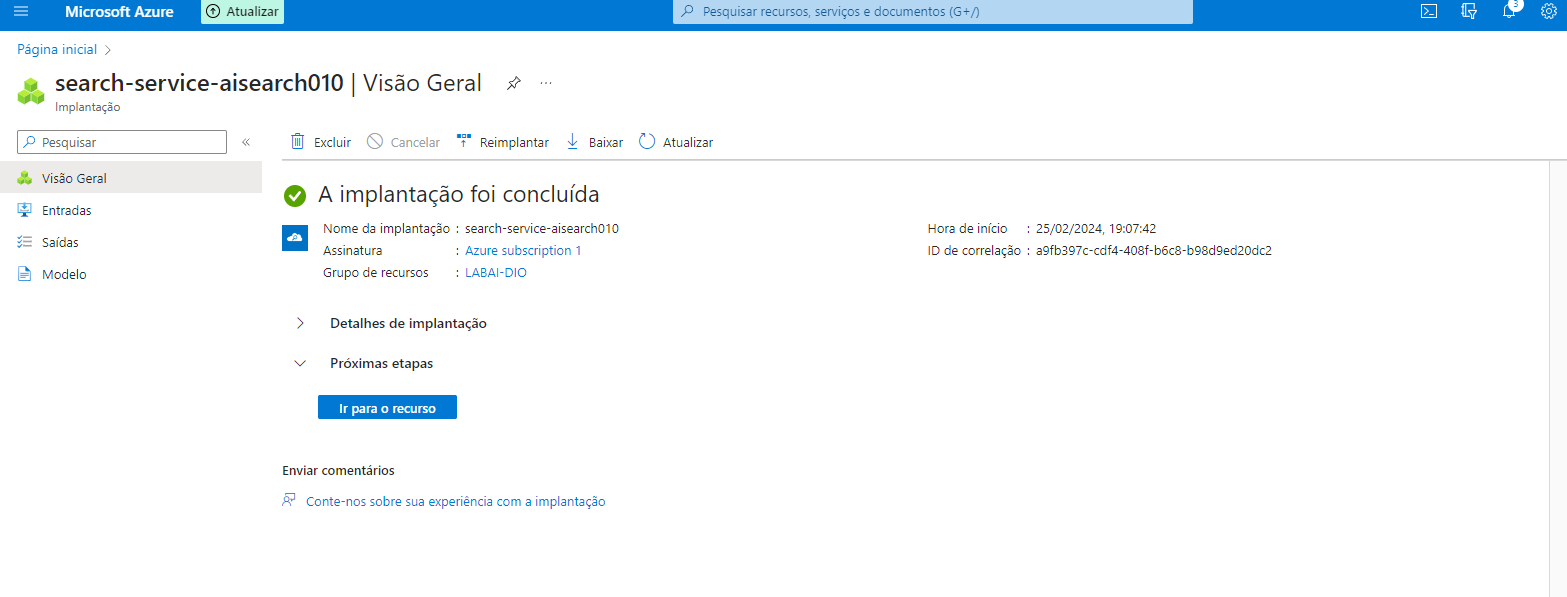 Microsoft Azure
Atualizar
Pesquisar recursos, serviços e documentos (G+/)
3
Página inicial
search-service-aisearch010 | Visão Geral
...
Implantação
Pesquisar
«
Excluir
Cancelar
Reimplantar
Baixar
Atualizar
Visão Geral
Entradas
Saídas
Modelo
A implantação foi concluída
Nome da implantação : search-service-aisearch010
Assinatura : Azure subscription 1
Grupo de recursos : LABAI-DIO
Hora de início : 25/02/2024, 19:07:42
ID de correlação : a9fb397c-cdf4-408f-b6c8-b98d9ed20dc2
Detalhes de implantação
Próximas etapas
Ir para o recurso
Enviar comentários
Conte-nos sobre sua experiência com a implantação